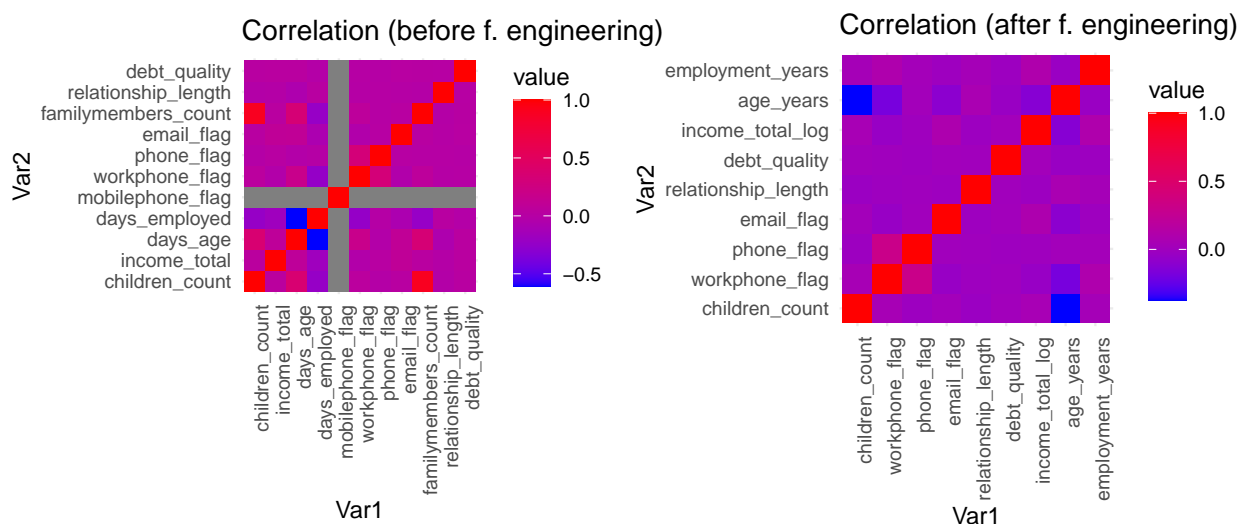 Correlation (before f. engineering)
debt_quality
relationship_length
familymembers_count
email_flag
phone_flag
workphone_flag
mobilephone_flag
days_employed
days_age
income_total
children_count
Var2
children_count
income_total
days_age
days_employed
mobilephone_flag
workphone_flag
phone_flag
email_flag
familymembers_count
relationship_length
debt_quality
Var1
value
1.0
0.5
0.0
−0.5
Correlation (after f. engineering)
employment_years
age_years
income_total_log
debt_quality
relationship_length
email_flag
phone_flag
workphone_flag
children_count
Var2
children_count
workphone_flag
phone_flag
email_flag
relationship_length
debt_quality
income_total_log
age_years
employment_years
Var1
value
1.0
0.5
0.0